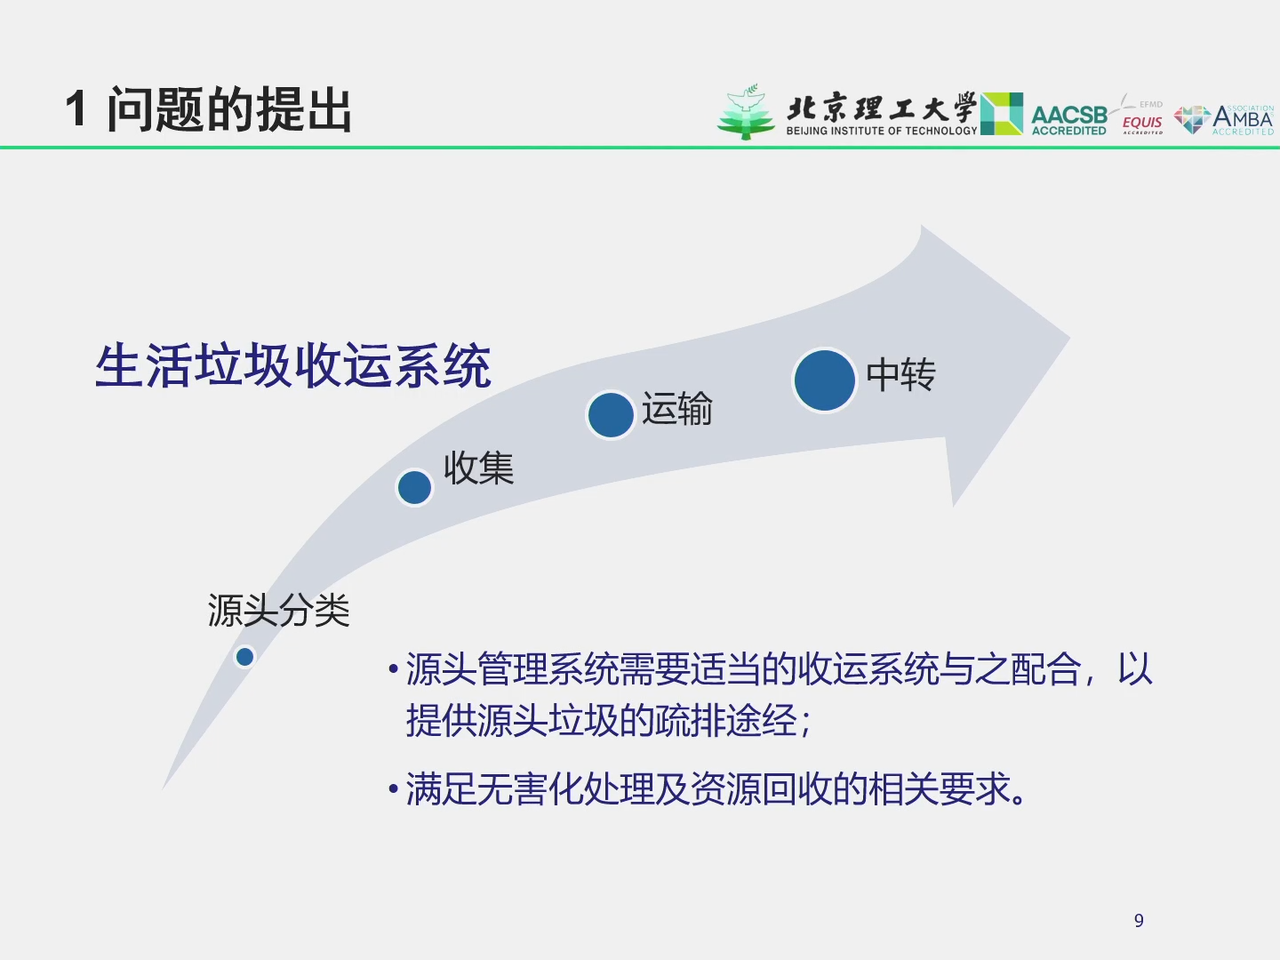 1 问题的提出
北京理工大学
BEIJING INSTITUTE OF TECHNOLOGY
AACSB
ACCREDITED
EFMD
EQUIS
ACCREDITED
ASSOCIATION
AMBA
ACCREDITED
生活垃圾收运系统
中转
运输
收集
源头分类
•源头管理系统需要适当的收运系统与之配合，以
提供源头垃圾的疏排途经；
•满足无害化处理及资源回收的相关要求。
9